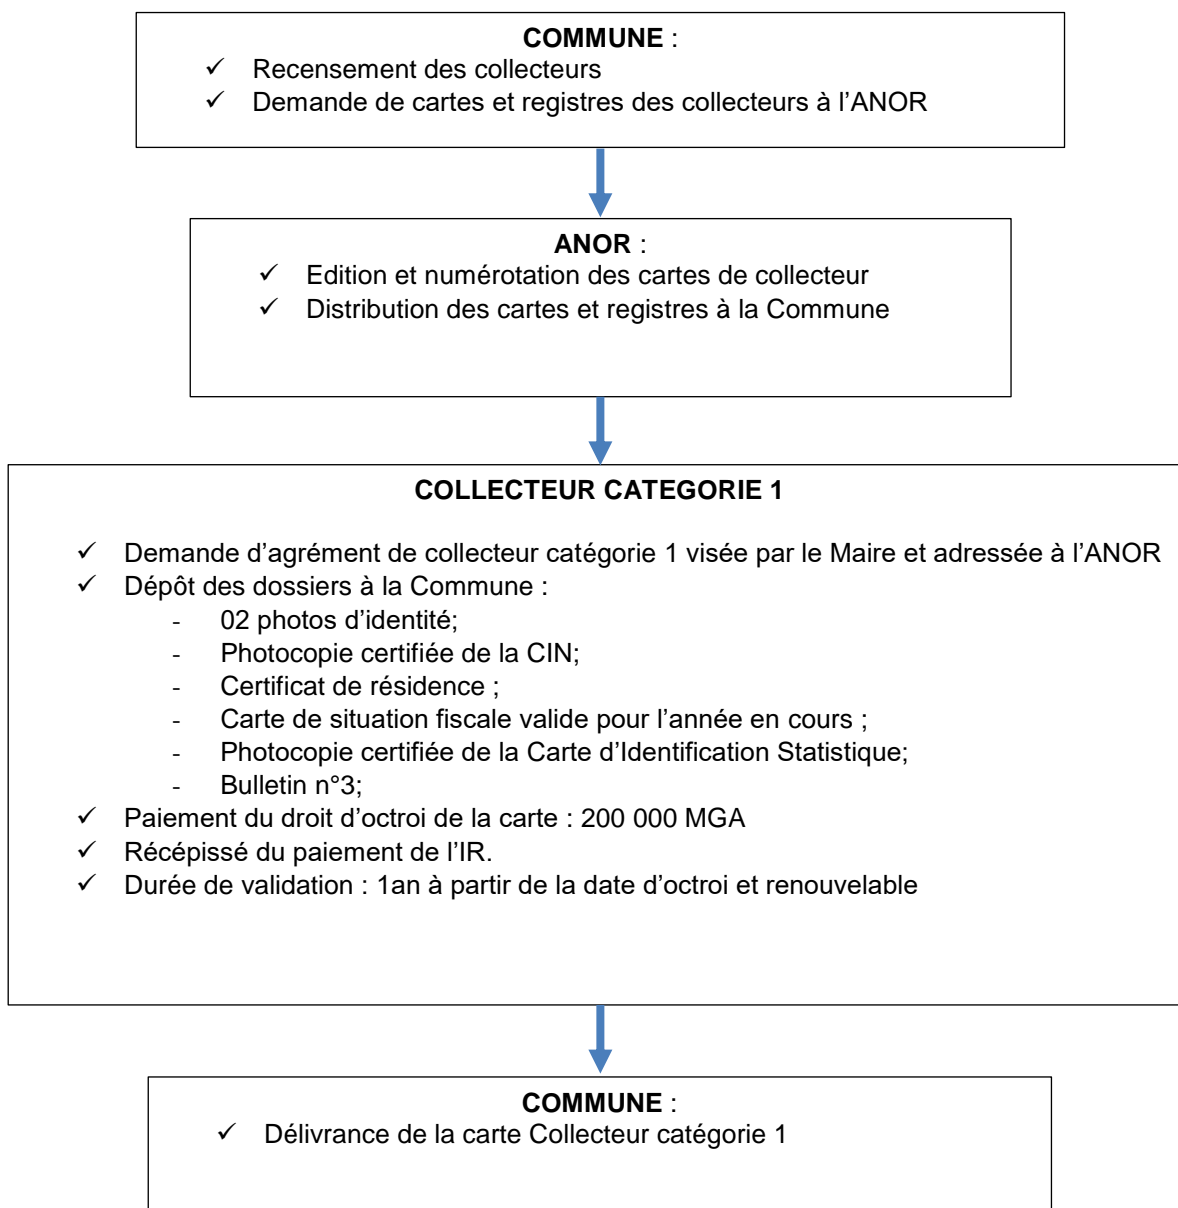 COMMUNE :
✓ Recensement des collecteurs
✓ Demande de cartes et registres des collecteurs à l’ANOR
ANOR :
✓ Edition et numérotation des cartes de collecteur
✓ Distribution des cartes et registres à la Commune
COLLECTEUR CATEGORIE 1
✓ Demande d’agrément de collecteur catégorie 1 visée par le Maire et adressée à l’ANOR
✓ Dépôt des dossiers à la Commune :
- 02 photos d’identité;
- Photocopie certifiée de la CIN;
- Certificat de résidence ;
- Carte de situation fiscale valide pour l’année en cours ;
- Photocopie certifiée de la Carte d’Identification Statistique;
- Bulletin n°3;
✓ Paiement du droit d’octroi de la carte : 200 000 MGA
✓ Récépissé du paiement de l’IR.
✓ Durée de validation : 1an à partir de la date d’octroi et renouvelable
COMMUNE :
✓ Délivrance de la carte Collecteur catégorie 1